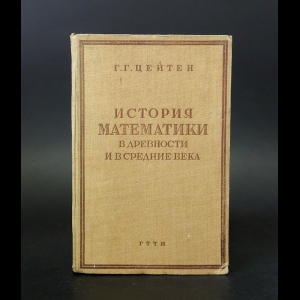 Г. Г. ЦЕЙТЕН
ИСТОРИЯ
МАТЕМАТИКИ
В ДРЕВНОСТИ
И В СРЕДНИЕ ВЕКА
ГТТИ